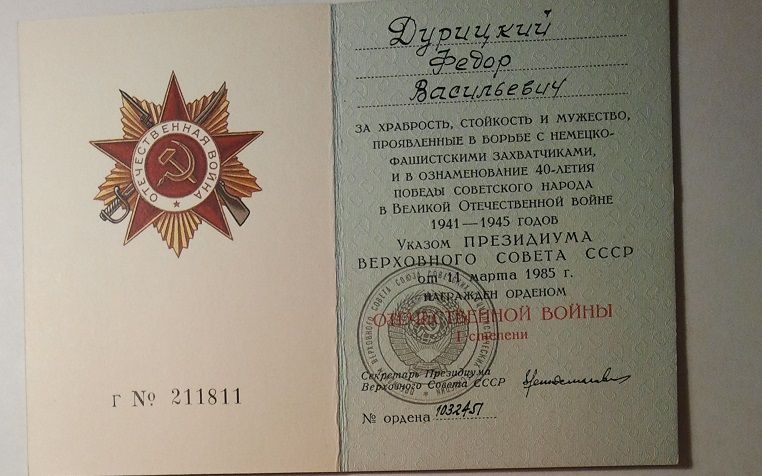 ОТЕЧЕСТВЕННАЯ ВОЙНА
г № 211811
Дурицкий
Федор
Васильевич
ЗА ХРАБРОСТЬ, СТОЙКОСТЬ И МУЖЕСТВО,
ПРОЯВЛЕННЫЕ В БОРЬБЕ С НЕМЕЦКО-
ФАШИСТСКИМИ ЗАХВАТЧИКАМИ,
И В ОЗНАМЕНОВАНИЕ 40-ЛЕТИЯ
ПОБЕДЫ СОВЕТСКОГО НАРОДА
В ВЕЛИКОЙ ОТЕЧЕСТВЕННОЙ ВОЙНЕ
1941—1945 ГОДОВ
УКАЗОМ ПРЕЗИДИУМА
ВЕРХОВНОГО СОВЕТА СССР
от 11 марта 1985 г.
НАГРАЖДЕН ОРДЕНОМ
ОТЕЧЕСТВЕННОЙ ВОЙНЫ
I степени
Секретарь Президиума
Верховного Совета СССР
№ ордена 1032451